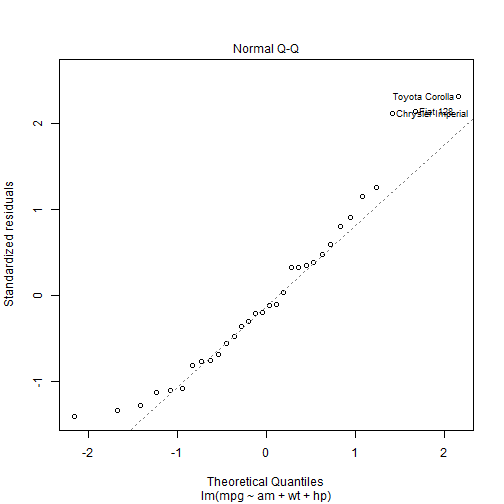 Normal Q-Q
Toyota Corolla
Fiat 128
Chrysler Imperial
Standardized residuals
2
1
0
-1
-2
-1
0
1
2
Theoretical Quantiles
lm(mpg ~ am + wt + hp)